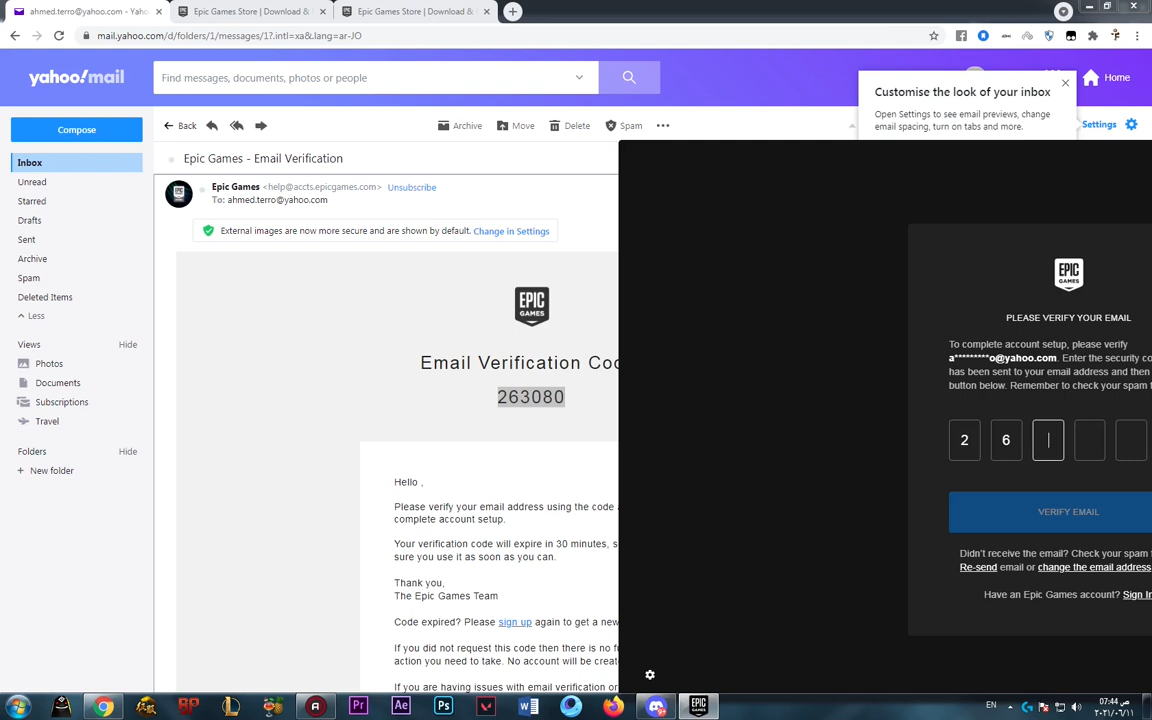 ahmed.terro@yahoo.com - Yaho
Epic Games Store | Download &
Epic Games Store | Download &
mail.yahoo.com/d/folders/1/messages/17.intl=xa&.lang=ar-JO
yahoo!mail
Find messages, documents, photos or people
Home
Customise the look of your inbox
Open Settings to see email previews, change
email spacing, turn on tabs and more.
Settings
Compose
Back
Archive
Move
Delete
Spam
Inbox
Unread
Starred
Drafts
Sent
Archive
Spam
Deleted Items
Less
Views
Hide
Photos
Documents
Subscriptions
Travel
Folders
Hide
+ New folder
Epic Games - Email Verification
Epic Games <help@accts.epicgames.com> Unsubscribe
To: ahmed.terro@yahoo.com
External images are now more secure and are shown by default. Change in Settings
EPIC
GAMES
Email Verification Co
263080
Hello ,
Please verify your email address using the code
complete account setup.
Your verification code will expire in 30 minutes, s
sure you use it as soon as you can.
Thank you,
The Epic Games Team
Code expired? Please sign up again to get a new
If you did not request this code then there is no fu
action you need to take. No account will be create
If you are having issues with email verification or
EPIC
GAMES
PLEASE VERIFY YOUR EMAIL
To complete account setup, please verify
a*********o@yahoo.com. Enter the security co
has been sent to your email address and then
button below. Remember to check your spam f
2 6
VERIFY EMAIL
Didn't receive the email? Check your spam f
Re-send email or change the email address
Have an Epic Games account? Sign In
RP
Pr
Ae
Ps
EN
07:44 ص
٢٠٢١/٠٦/١١